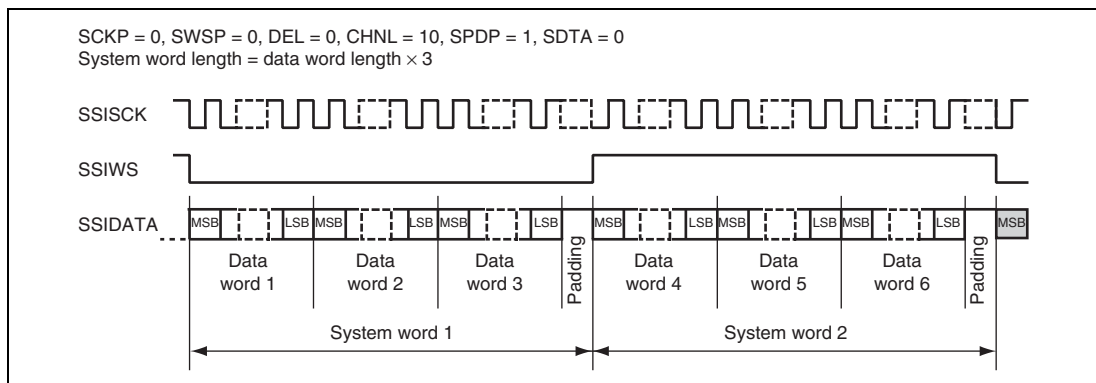 SCKP = 0, SWSP = 0, DEL = 0, CHNL = 10, SPDP = 1, SDTA = 0
System word length = data word length × 3
SSISCK
SSIWS
SSIDATA
MSB LSB MSB LSB MSB LSB MSB LSB MSB LSB MSB LSB MSB
Data word 1
Data word 2
Data word 3
Padding
Data word 4
Data word 5
Data word 6
Padding
System word 1
System word 2